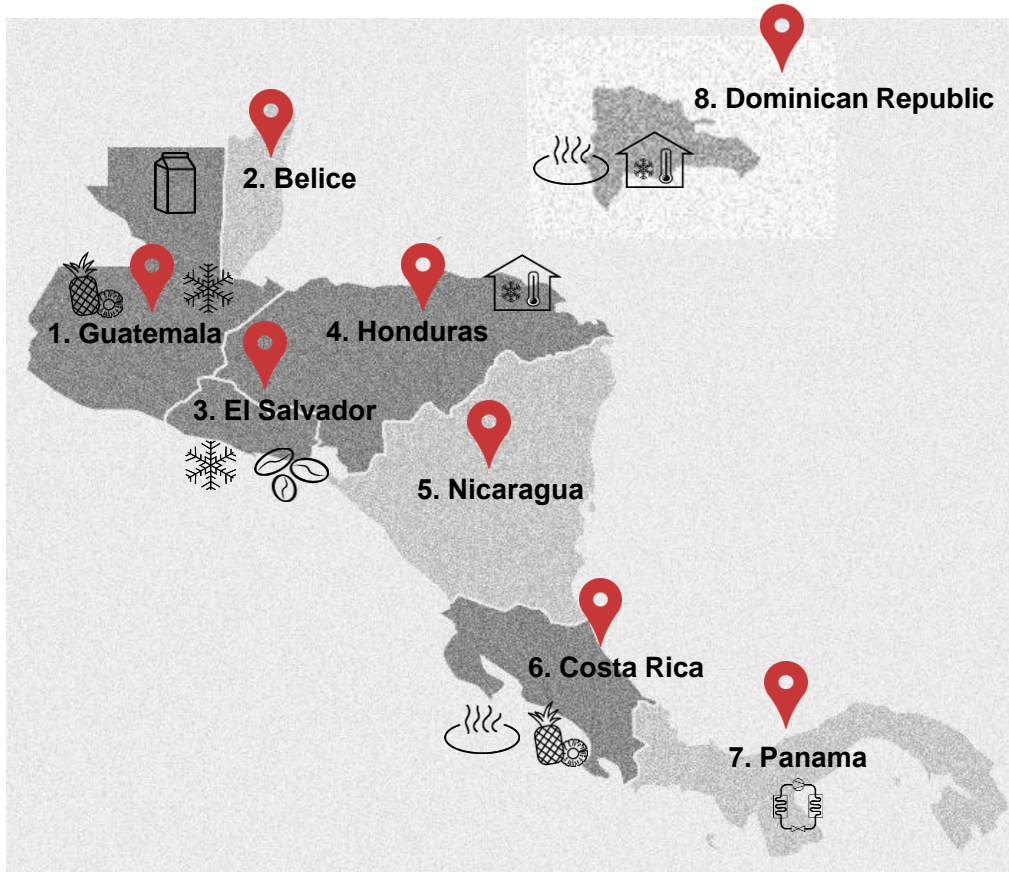 8. Dominican Republic
2. Belice
1. Guatemala
4. Honduras
3. El Salvador
5. Nicaragua
6. Costa Rica
7. Panama